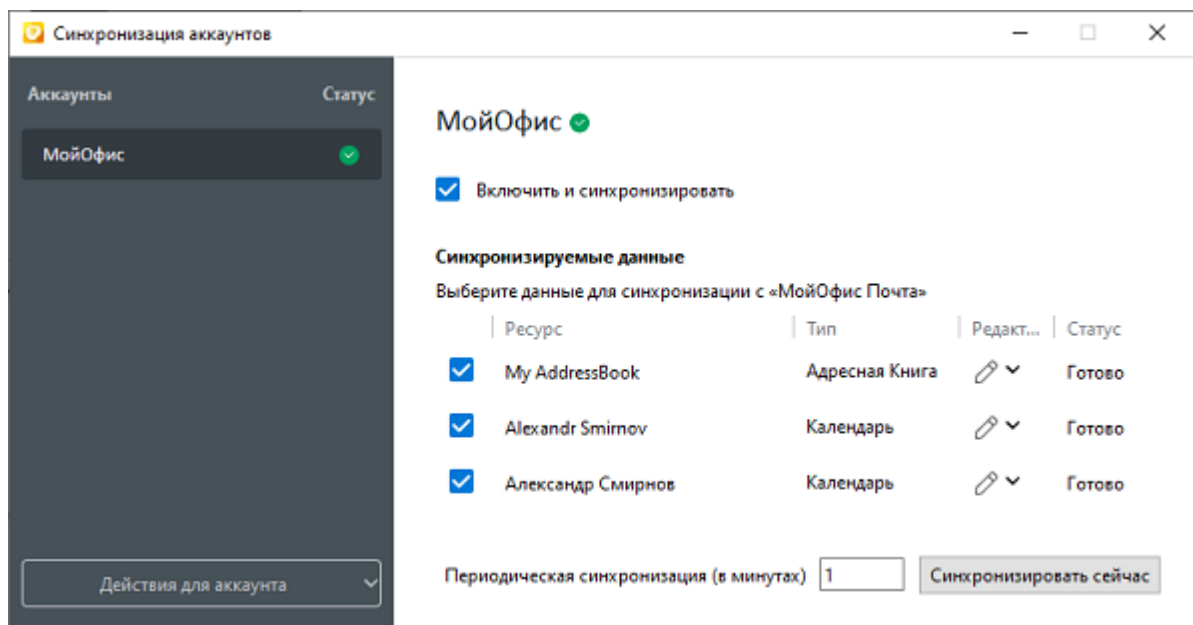 Синхронизация аккаунтов
Аккаунты Статус
МойОфис
МойОфис
Включить и синхронизировать
Синхронизируемые данные
Выберите данные для синхронизации с «МойОфис Почта»
Ресурс Тип Редакт... Статус
My AddressBook Адресная Книга Готово
Alexandr Smirnov Календарь Готово
Александр Смирнов Календарь Готово
Периодическая синхронизация (в минутах) 1 Синхронизировать сейчас
Действия для аккаунта